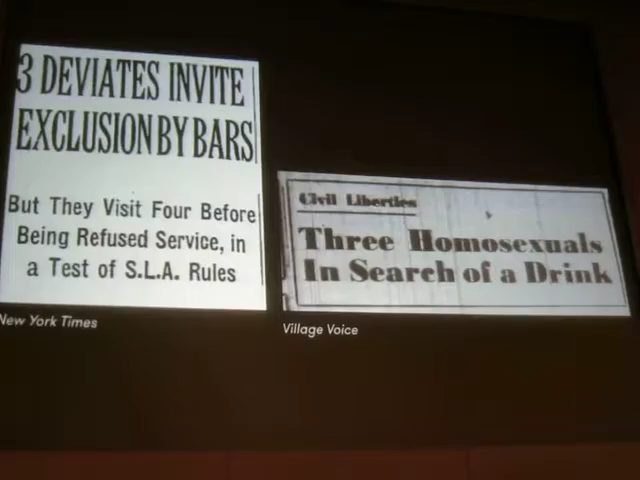 3 DEVIATES INVITE
EXCLUSION BY BARS
But They Visit Four Before
Being Refused Service, in
a Test of S.L.A. Rules
New York Times
Civil Liberties
Three Homosexuals
In Search of a Drink
Village Voice